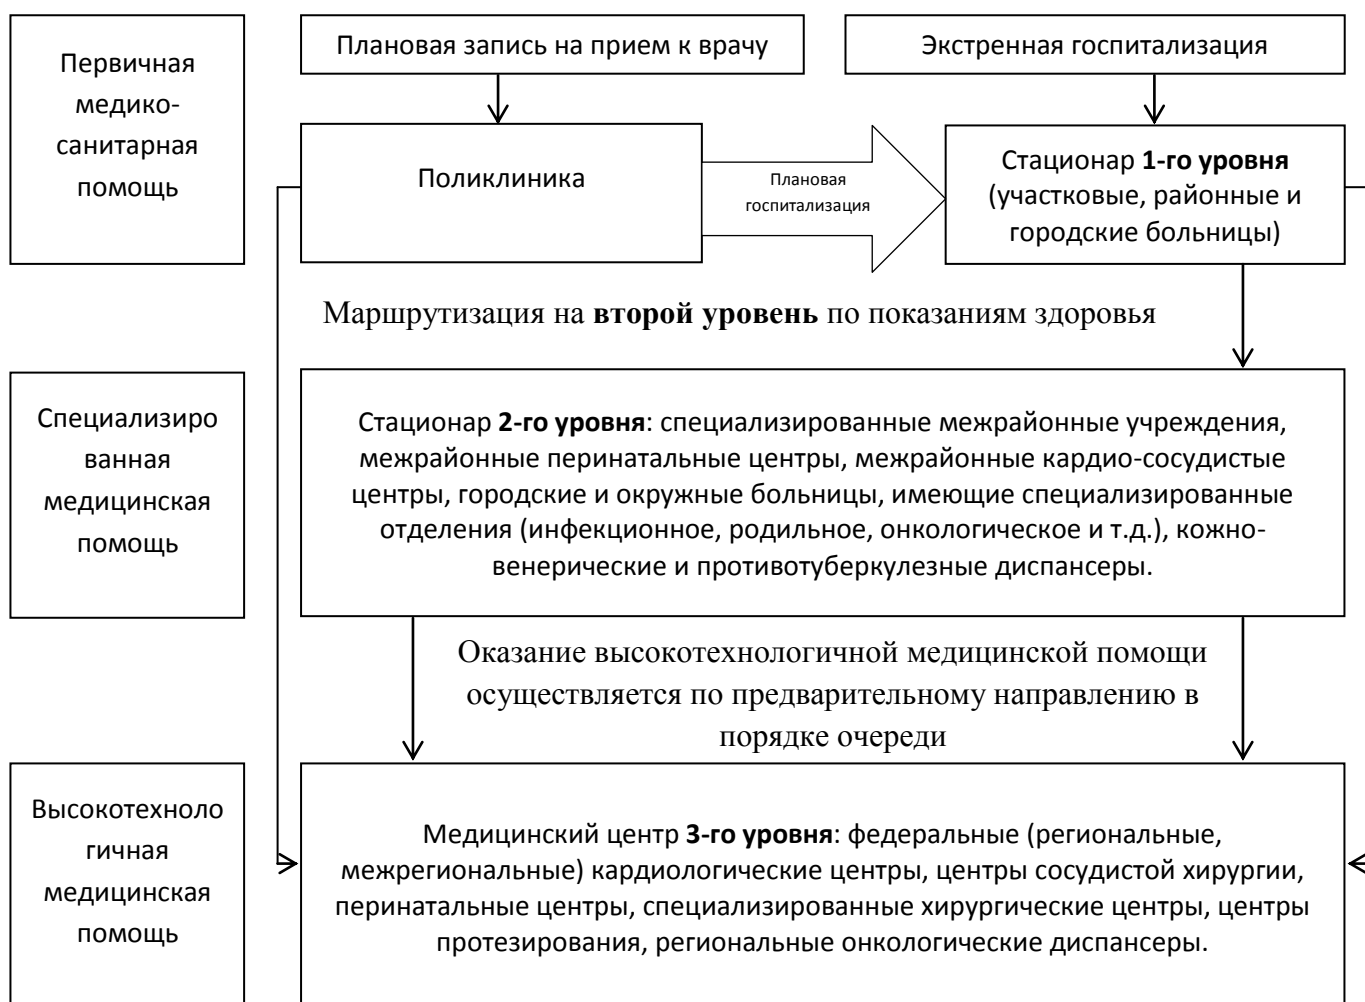 Первичная
медико-
санитарная
помощь
Плановая запись на прием к врачу
Экстренная госпитализация
Поликлиника
Плановая
госпитализация
Стационар 1-го уровня
(участковые, районные и
городские больницы)
Маршрутизация на второй уровень по показаниям здоровья
Специализиро
ванная
медицинская
помощь
Стационар 2-го уровня: специализированные межрайонные учреждения,
межрайонные перинатальные центры, межрайонные кардио-сосудистые
центры, городские и окружные больницы, имеющие специализированные
отделения (инфекционное, родильное, онкологическое и т.д.), кожно-
венерические и противотуберкулезные диспансеры.
Оказание высокотехнологичной медицинской помощи
осуществляется по предварительному направлению в
порядке очереди
Высокотехноло
гичная
медицинская
помощь
Медицинский центр 3-го уровня: федеральные (региональные,
межрегиональные) кардиологические центры, центры сосудистой хирургии,
перинатальные центры, специализированные хирургические центры, центры
протезирования, региональные онкологические диспансеры.